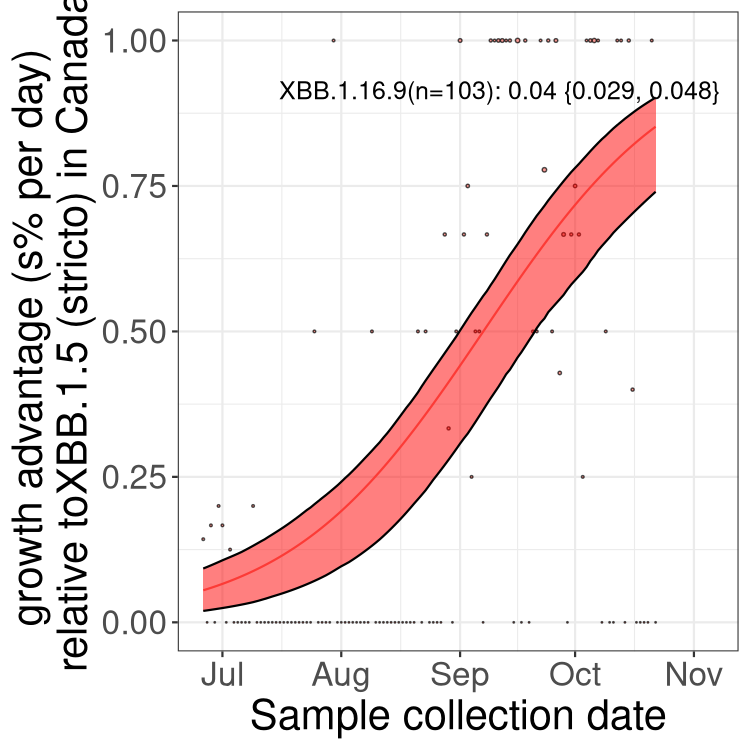 growth advantage (s% per day)
relative toXBB.1.5 (stricto) in Canada
1.00
0.75
0.50
0.25
0.00
XBB.1.16.9(n=103): 0.04 {0.029, 0.048}
Jul Aug Sep Oct Nov
Sample collection date